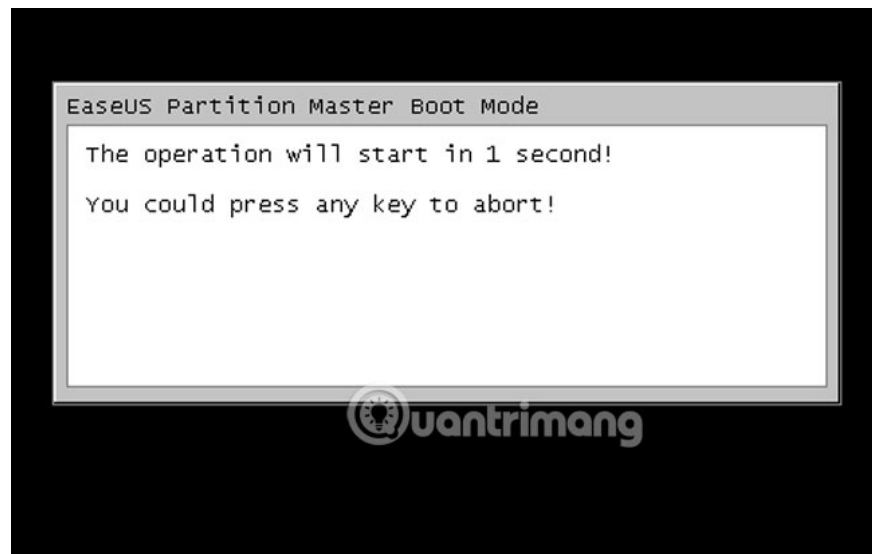 EaseUS Partition Master Boot Mode
The operation will start in 1 second!
You could press any key to abort!
Quantrimang